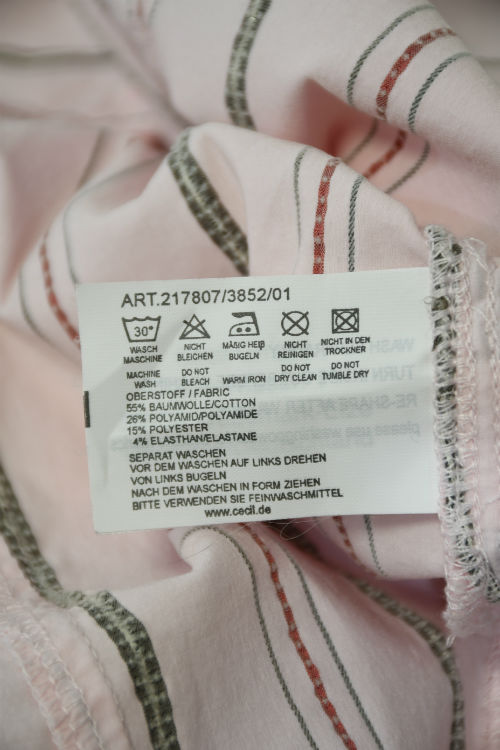 ART.217807/3852/01
30°
WASCH MASCHINE
NICHT BLEICHEN
MÄßIG HEIß BÜGELN
NICHT REINIGEN
NICHT IN DEN TROCKNER
MACHINE WASH
DO NOT BLEACH
WARM IRON
DO NOT DRY CLEAN
DO NOT TUMBLE DRY
OBERSTOFF / FABRIC
55% BAUMWOLLE/COTTON
26% POLYAMID/POLYAMIDE
15% POLYESTER
4% ELASTHAN/ELASTANE
SEPARAT WASCHEN
VOR DEM WASCHEN AUF LINKS DREHEN
VON LINKS BÜGELN
NACH DEM WASCHEN IN FORM ZIEHEN
BITTE VERWENDEN SIE FEINWASCHMITTEL
www.cecil.de